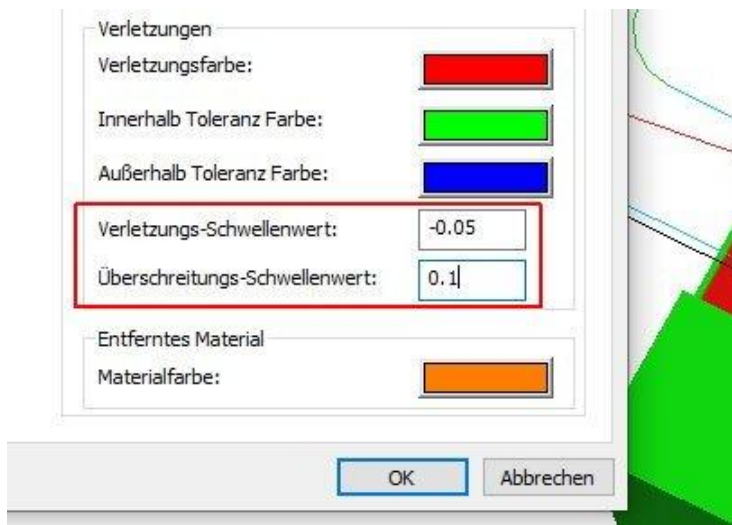 Verletzungen
Verletzungsfarbe:
Innerhalb Toleranz Farbe:
Außerhalb Toleranz Farbe:
Verletzungs-Schwellenwert: -0.05
Überschreitungs-Schwellenwert: 0.1
Entferntes Material
Materialfarbe:
OK Abbrechen